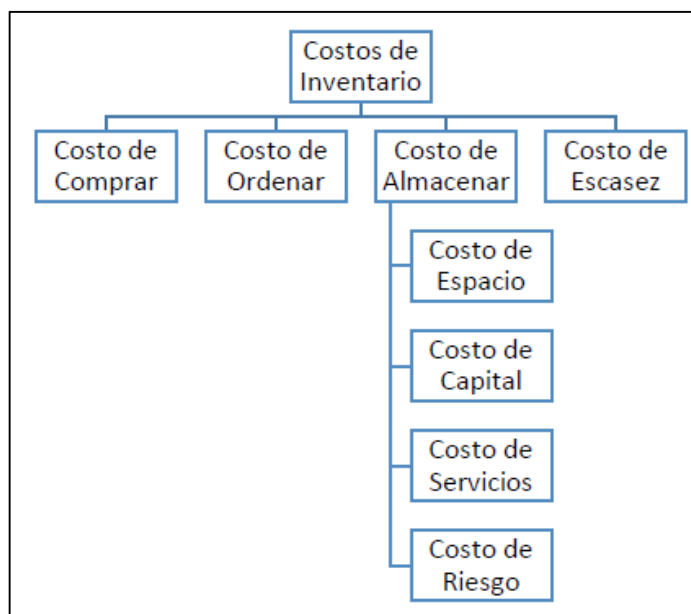 Costos de
Inventario
Costo de
Comprar
Costo de
Ordenar
Costo de
Almacenar
Costo de
Escasez
Costo de
Espacio
Costo de
Capital
Costo de
Servicios
Costo de
Riesgo